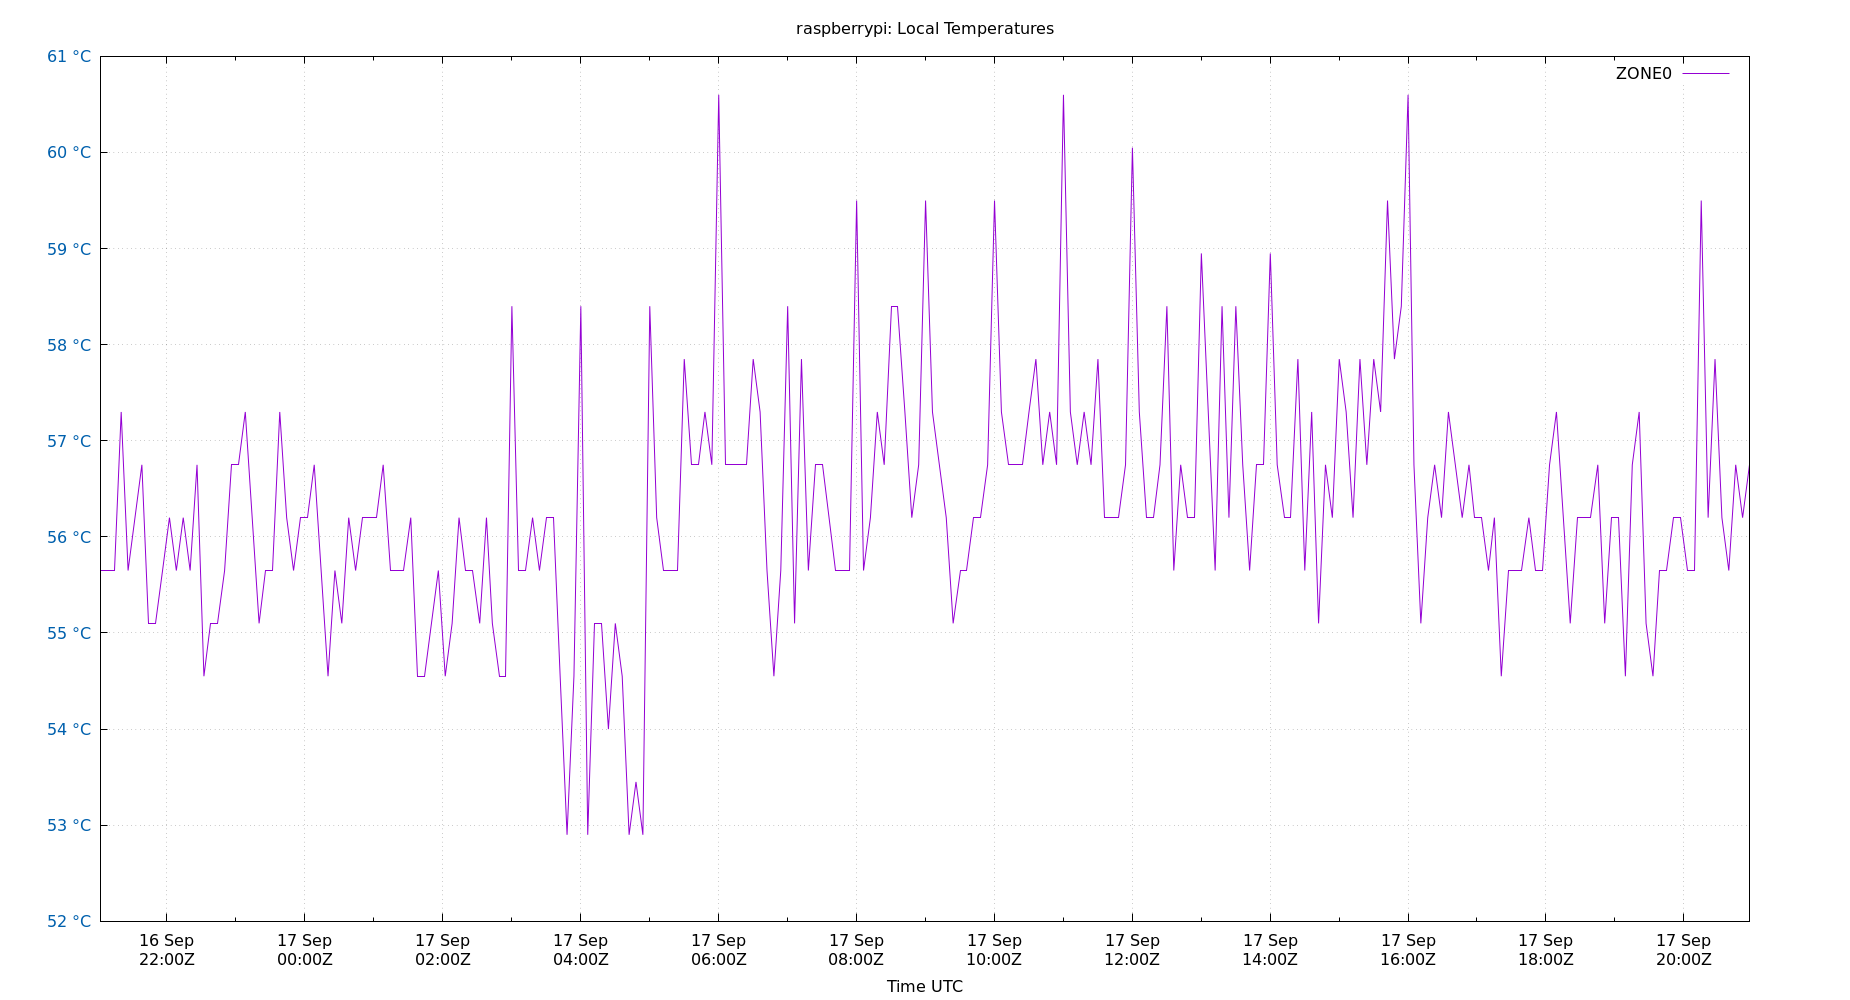 raspberrypi: Local Temperatures
ZONE0
61 °C
60 °C
59 °C
58 °C
57 °C
56 °C
55 °C
54 °C
53 °C
52 °C
16 Sep
22:00Z
17 Sep
00:00Z
17 Sep
02:00Z
17 Sep
04:00Z
17 Sep
06:00Z
17 Sep
08:00Z
17 Sep
10:00Z
17 Sep
12:00Z
17 Sep
14:00Z
17 Sep
16:00Z
17 Sep
18:00Z
17 Sep
20:00Z
Time UTC